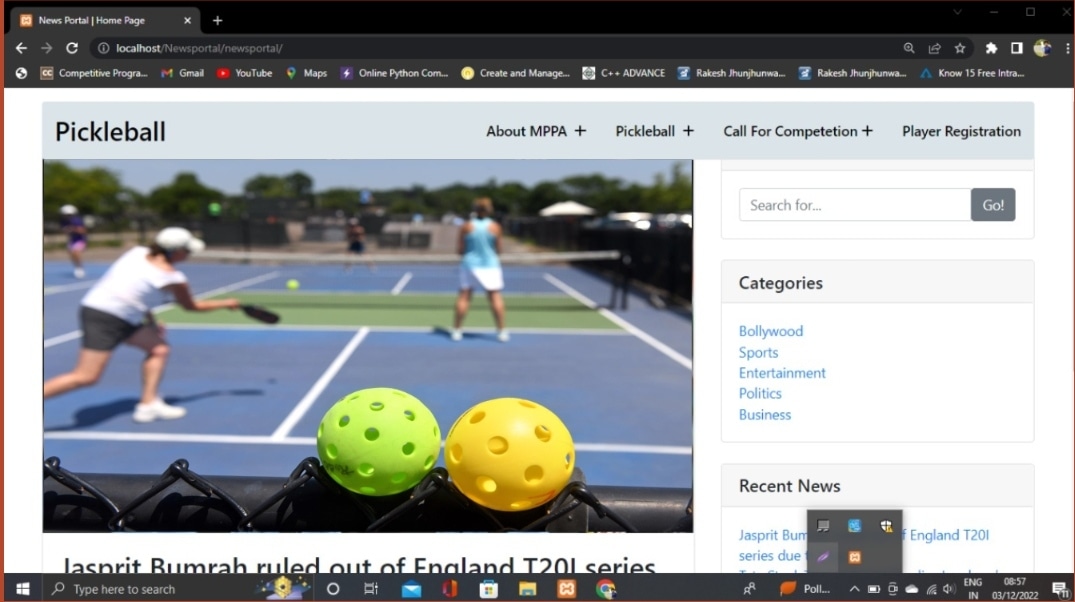 News Portal | Home Page
localhost/Newsportal/newsportal/
Competitive Progra... Gmail YouTube Maps Online Python Com... Create and Manage... C++ ADVANCE Rakesh Jhunjhunwa... Rakesh Jhunjhunwa... Know 15 Free Intra...
Pickleball
About MPPA + Pickleball + Call For Competetion + Player Registration
Search for... Go!
Categories
Bollywood
Sports
Entertainment
Politics
Business
Recent News
Jasprit Bum f England T20I
series due
Jasprit Bumrah ruled out of England T20I series
Type here to search
Poll...
ENG
IN
08:57
03/12/2022